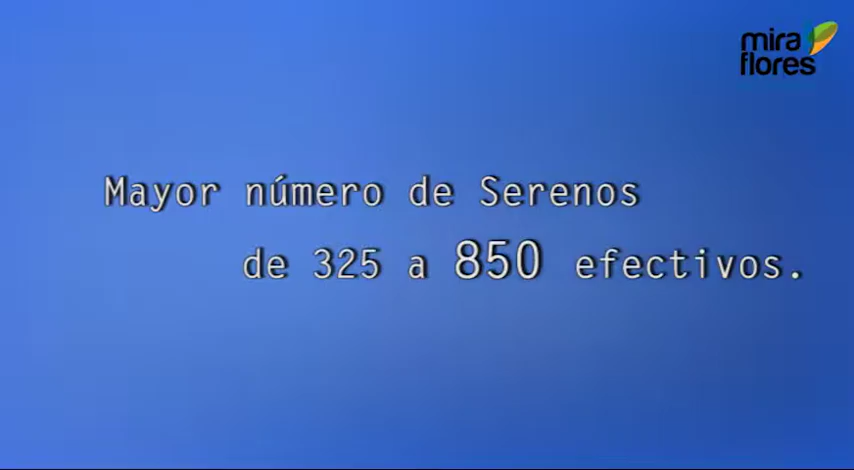 mira
flores
Mayor número de Serenos
de 325 a 850 efectivos.